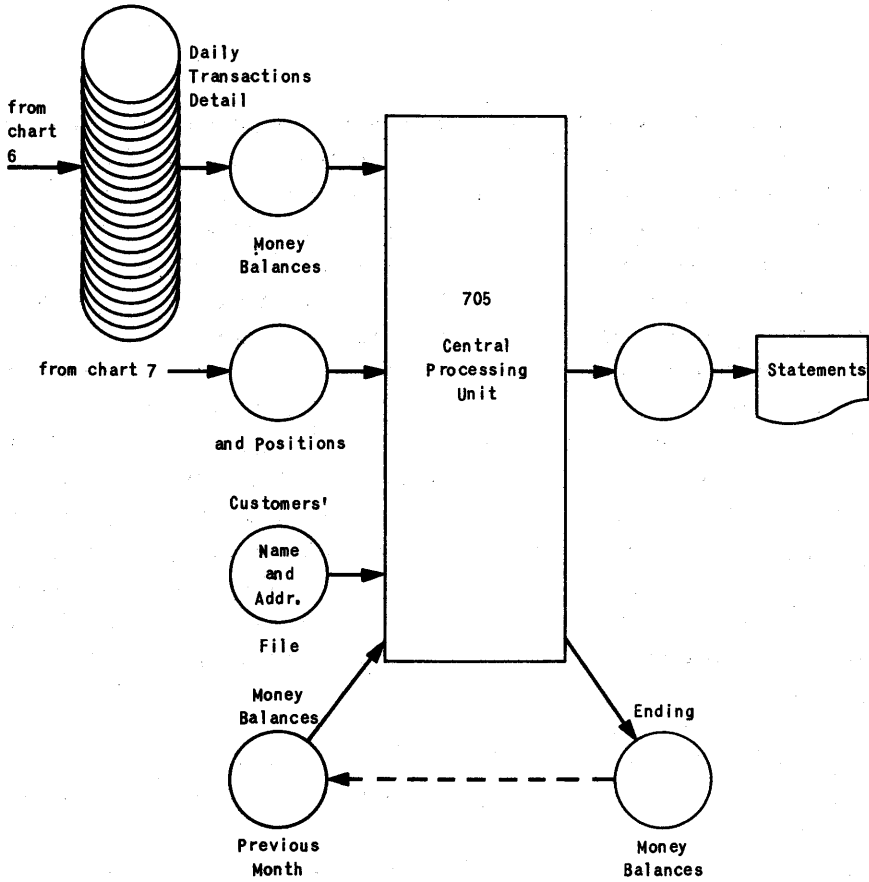 Daily
Transactions
Detail
from
chart
6
Money
Balances
705
Central
Processing
Unit
from chart 7
Statements
and Positions
Customers'
Name
and
Addr.
File
Money
Balances
Ending
Previous
Month
Money
Balances